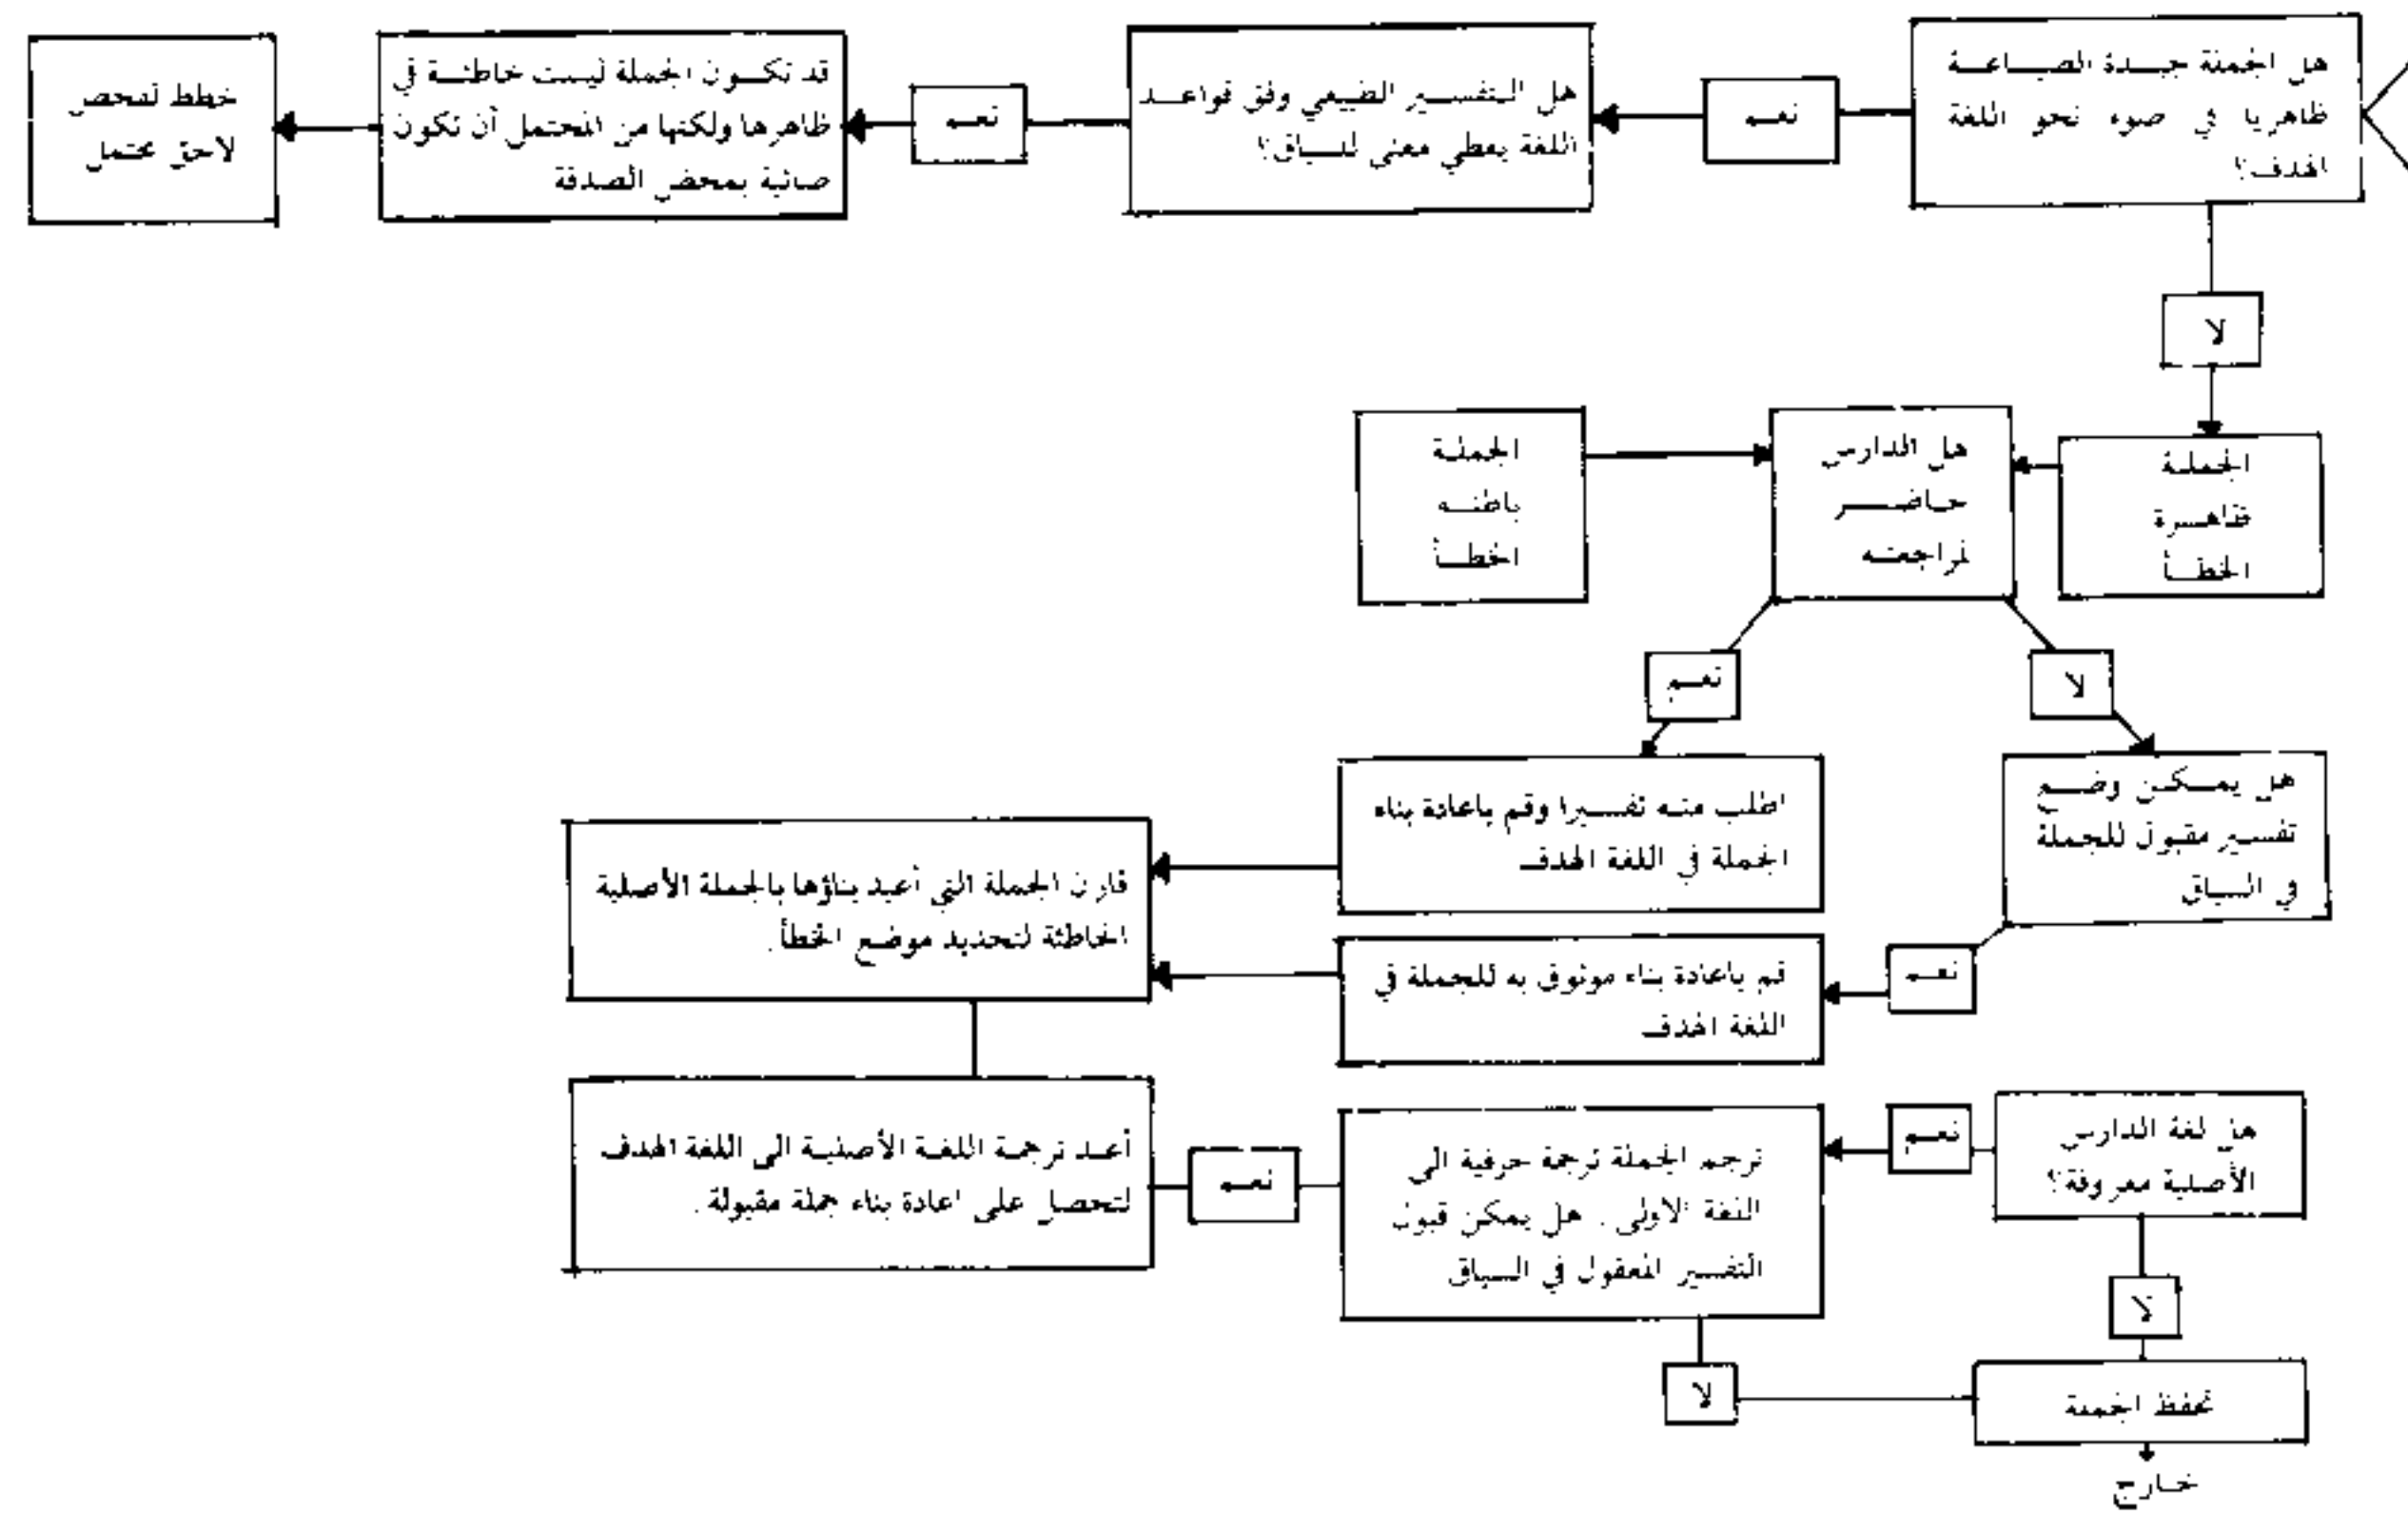 هل الجملة جيدة الصياغة
ظاهريا في ضوء نحو اللغة
الهدف؟
نعم
هل التفسير الطبيعي وفق قواعد
اللغة يعطي معنى للسياق؟
نعم
قد تكون الجملة ليست خاطئة في
ظاهرها ولكنها من المحتمل أن تكون
صائبة بمحض الصدفة
خطط لفحص
لاحق محتمل
لا
الجملة
ظاهرة
الخطأ
هل الدارس
حاضر
لمراجعته
الجملة
باطنه
الخطأ
لا
نعم
هل يمكن وضع
تفسير مقبول للجملة
في السياق
اطلب منه تفسيرا وقم باعادة بناء
الجملة في اللغة الهدف
قارن الجملة التي أعيد بناؤها بالجملة الأصلية
الخاطئة لتحديد موضع الخطأ.
نعم
قم باعادة بناء موثوق به للجملة في
اللغة الهدف
هل لغة الدارس
الأصلية معروفة؟
نعم
ترجم الجملة ترجمة حرفية الى
اللغة الاولى. هل يمكن قبول
التفسير المعقول في السياق
نعم
أعد ترجمة اللغة الأصلية الى اللغة الهدف
لتحصل على اعادة بناء جملة مقبولة.
لا
لا
تحفظ الجملة
خارج